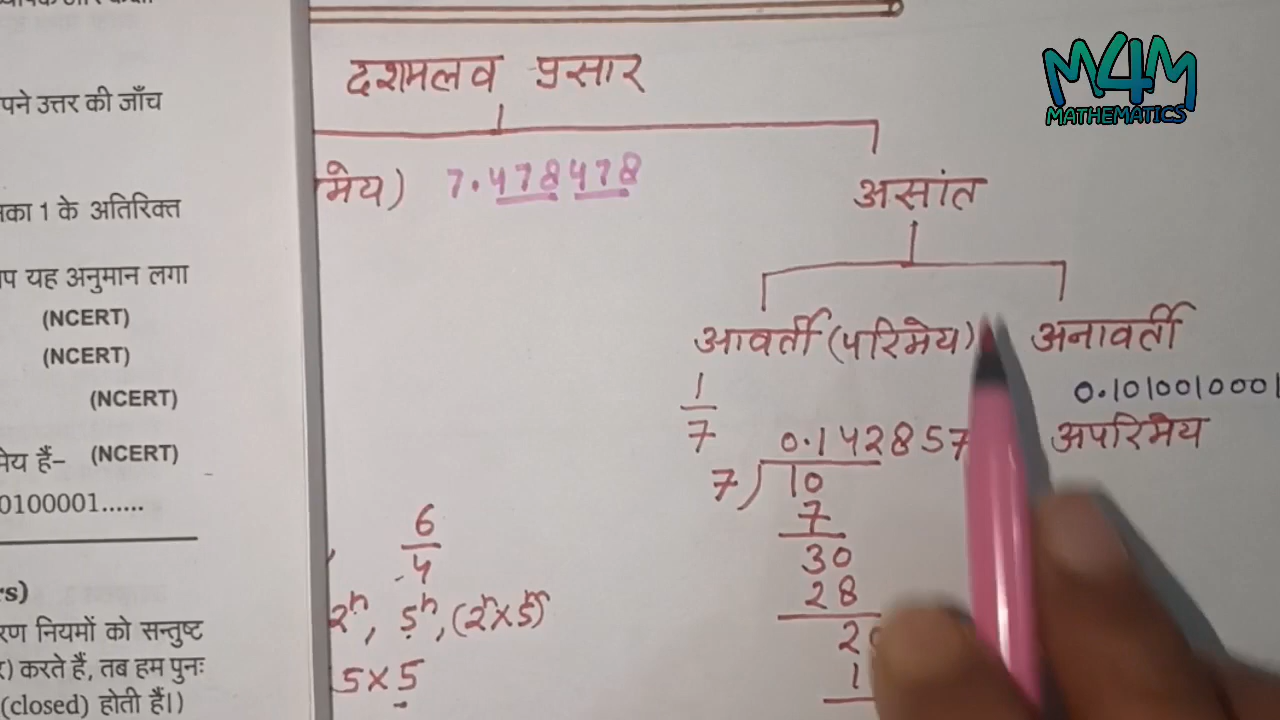 पने उत्तर की जाँच
1 के अतिरिक्त
यह अनुमान लगा
(NCERT)
(NCERT)
(NCERT)
मेय हैं– (NCERT)
0100001......
रण नियमों को सन्तुष्ट
करते हैं, तब हम पुनः
(closed) होती हैं।)
दशमलव प्रसार
मेय) 7.478478
असांत
आवर्ती (परिमेय) अनावर्ती
0.1010010001
अपरिमेय
1
7
0.142857
7) 10
7
30
28
2
1
6
4
2ⁿ, 5ⁿ, (2ⁿ×5ⁿ)
5×5
M4M
MATHEMATICS